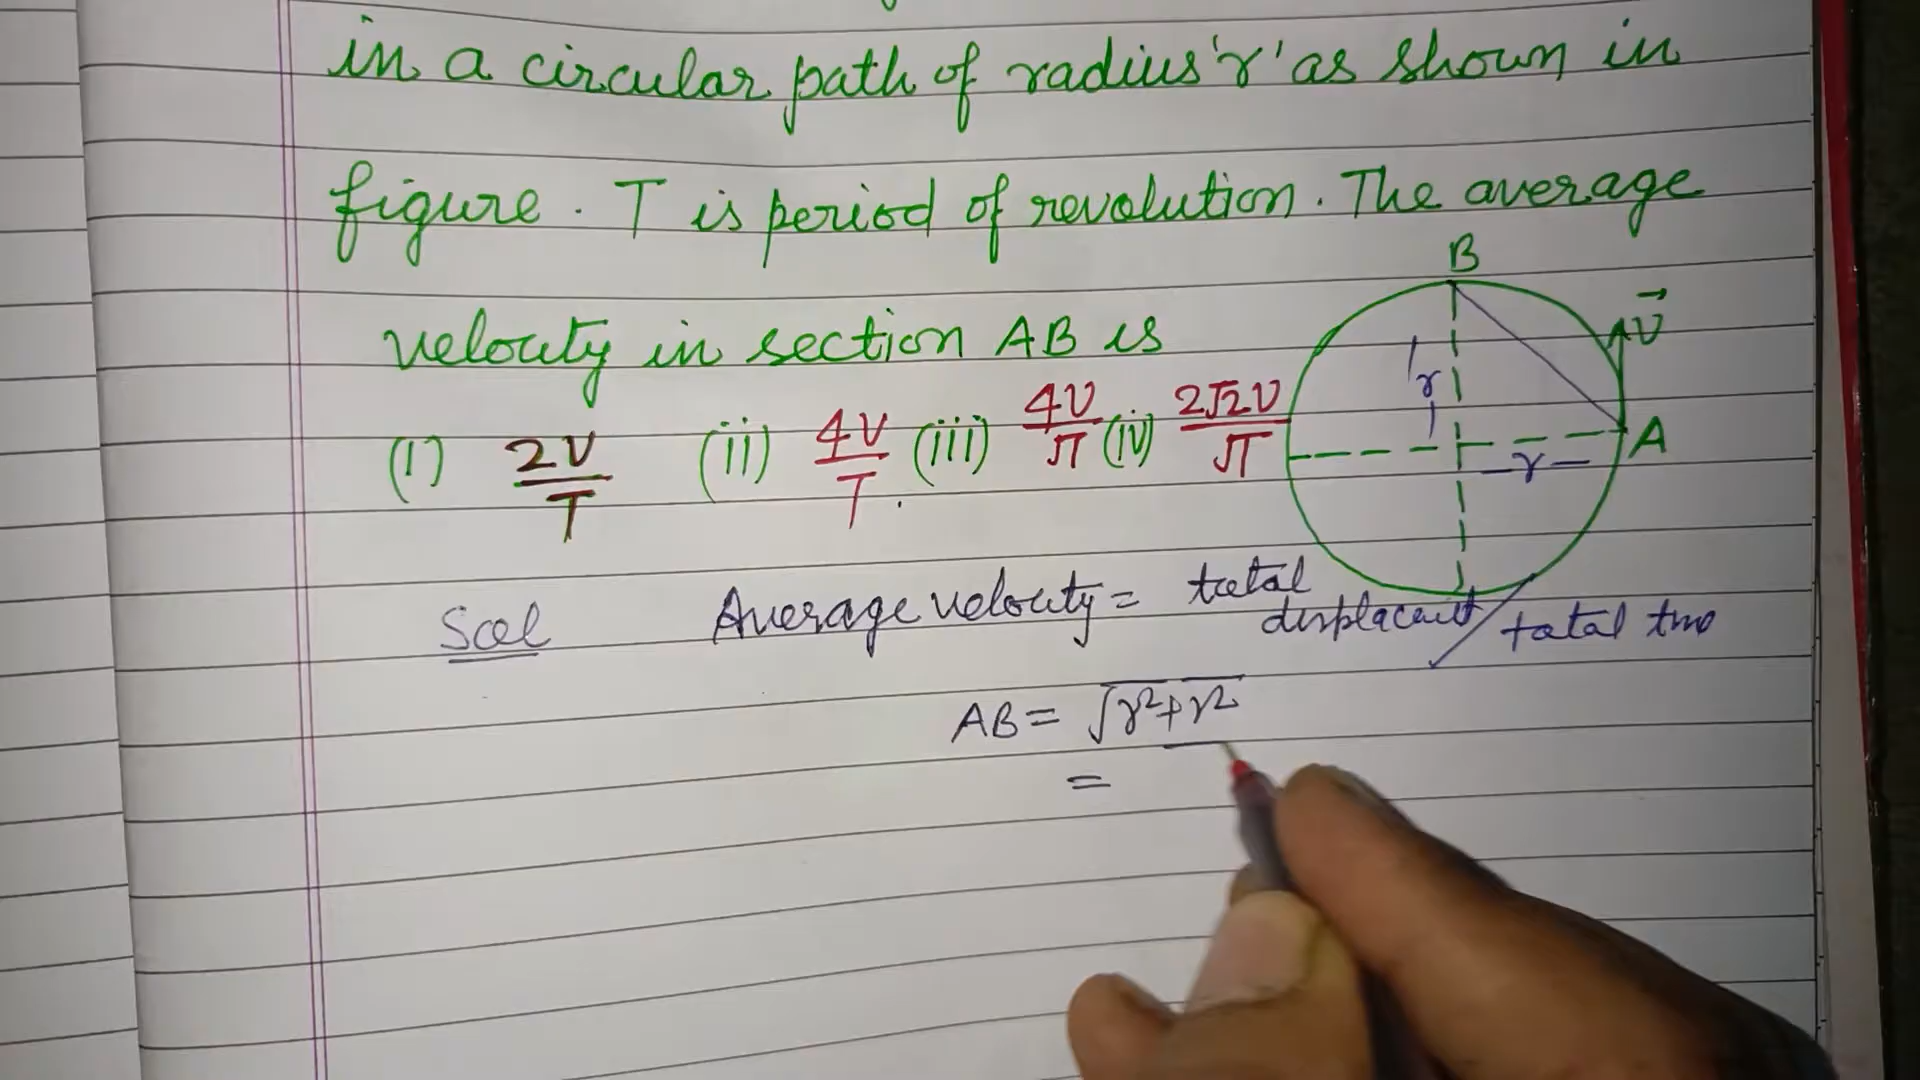 in a circular path of radius 'r' as shown in
figure. T is period of revolution. The average
velocity in section AB is
(i) 2v/T (ii) 4v/T. (iii) 4v/π (iv) 2√2v/π
B
v⃗
r
A
r
Sol Average velocity = total displacement / total time
AB = √r²+r²
=